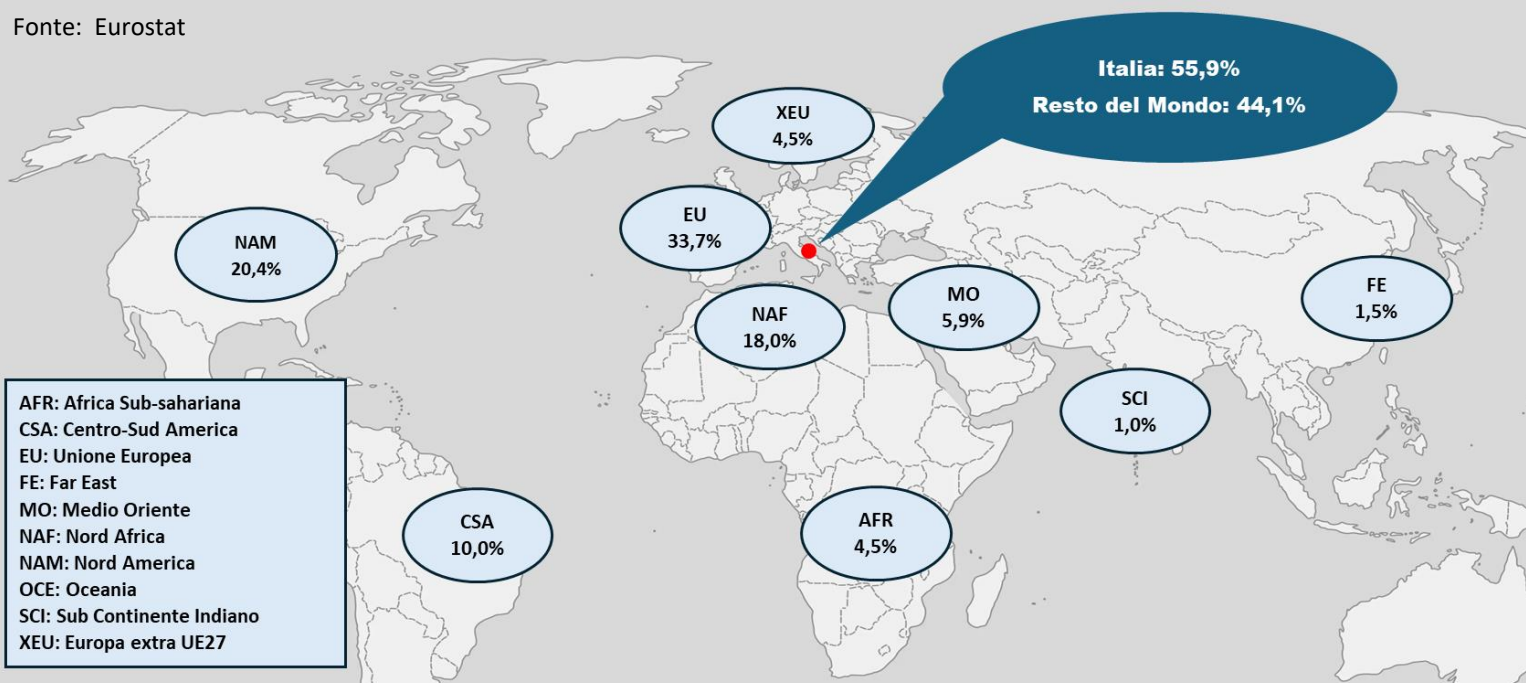 Fonte: Eurostat
Italia: 55,9%
Resto del Mondo: 44,1%
XEU
4,5%
EU
33,7%
NAM
20,4%
NAF
18,0%
MO
5,9%
FE
1,5%
SCI
1,0%
CSA
10,0%
AFR
4,5%
AFR: Africa Sub-sahariana
CSA: Centro-Sud America
EU: Unione Europea
FE: Far East
MO: Medio Oriente
NAF: Nord Africa
NAM: Nord America
OCE: Oceania
SCI: Sub Continente Indiano
XEU: Europa extra UE27